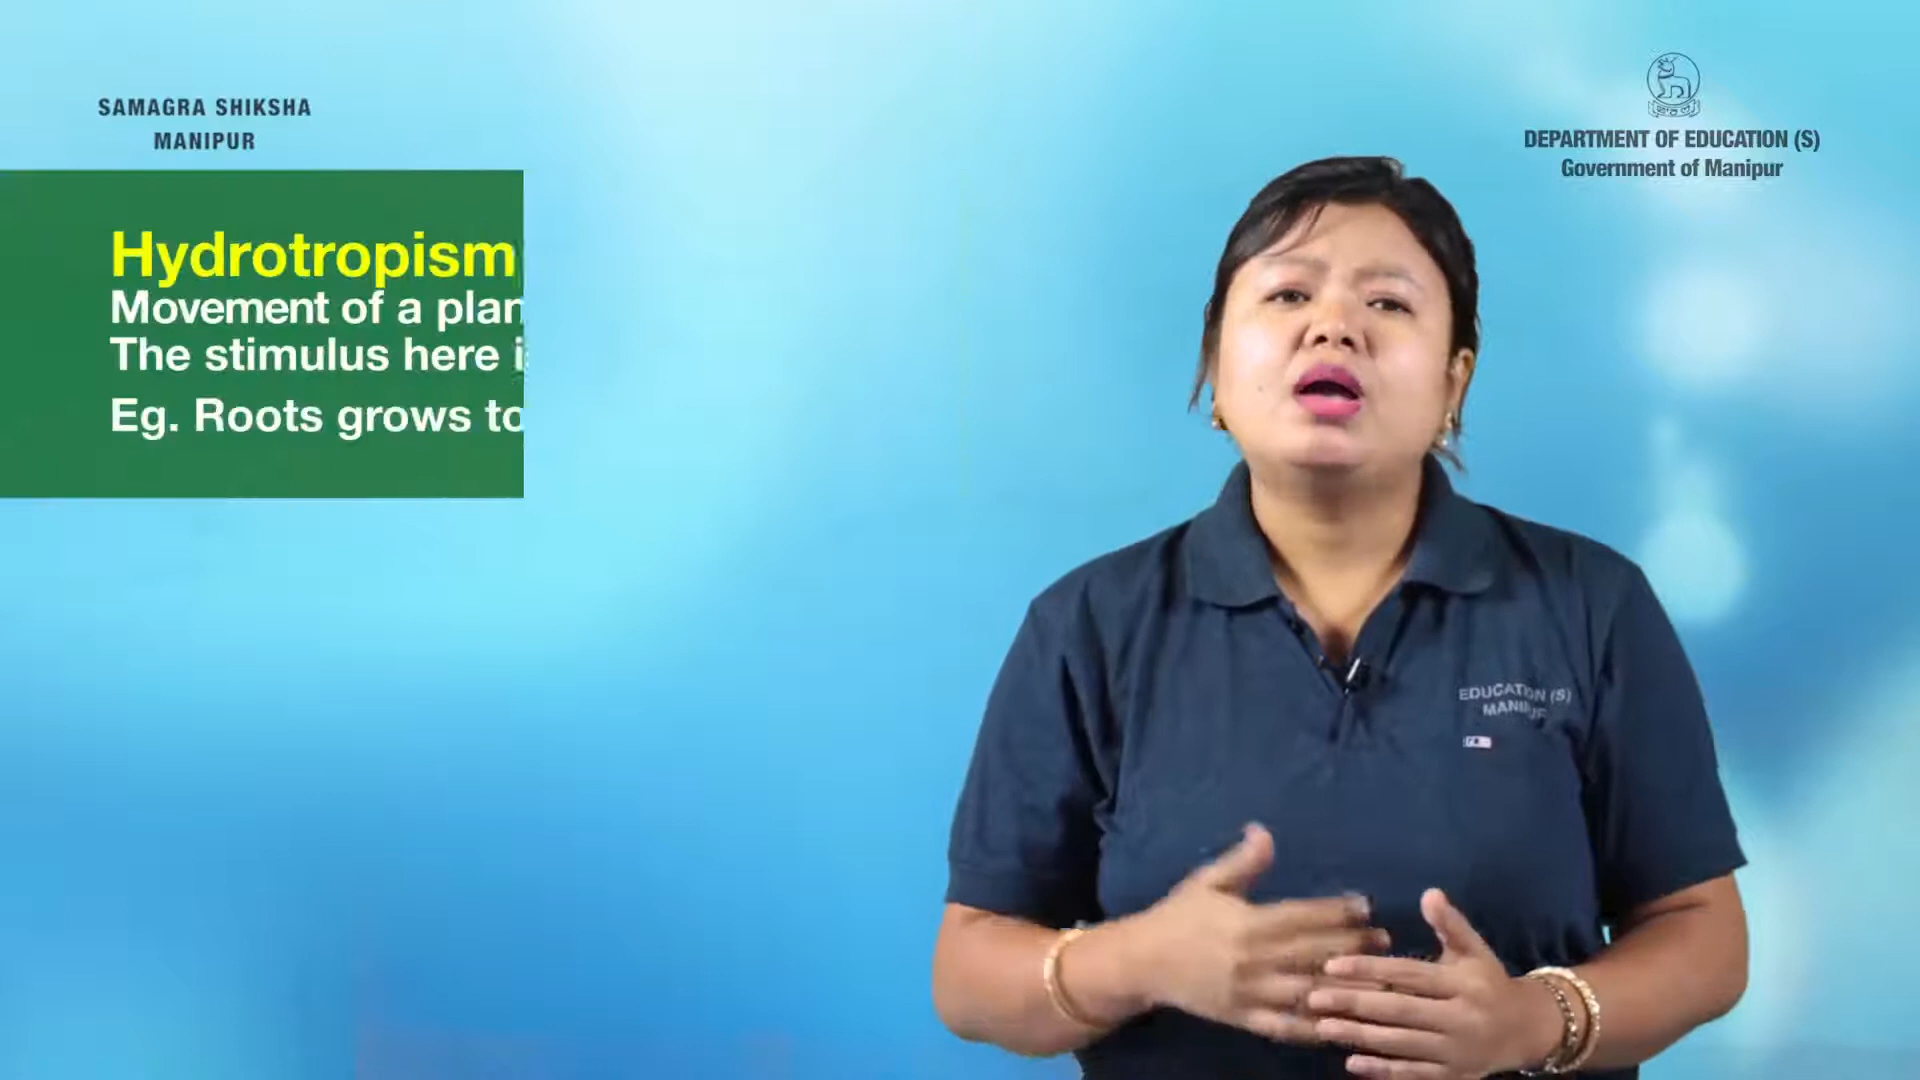 SAMAGRA SHIKSHA
MANIPUR
DEPARTMENT OF EDUCATION (S)
Government of Manipur
Hydrotropism
Movement of a plan
The stimulus here i
Eg. Roots grows to
EDUCATION (S)
MANIPUR